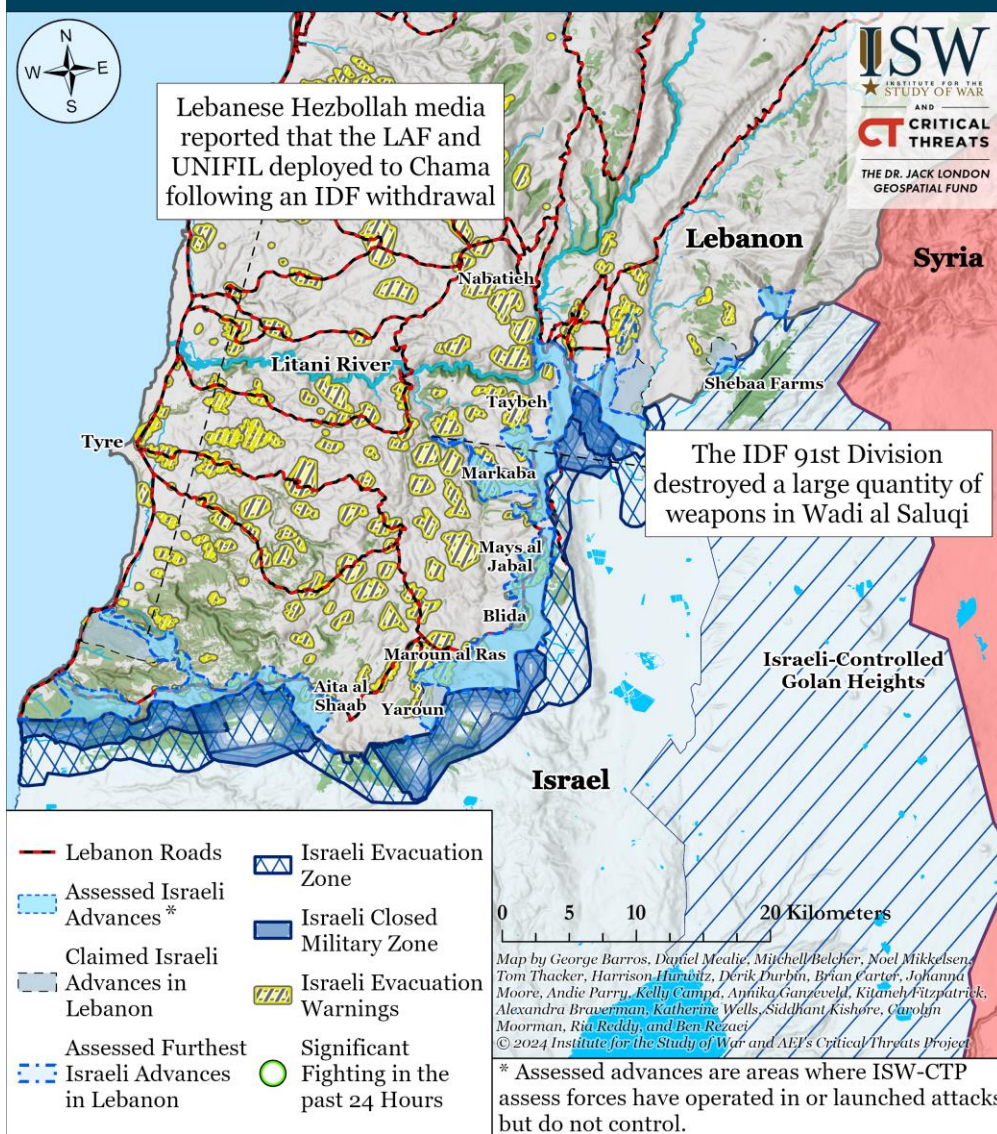 N
W E
S
Lebanese Hezbollah media
reported that the LAF and
UNIFIL deployed to Chama
following an IDF withdrawal
ISW
INSTITUTE FOR THE
STUDY OF WAR
AND
CT CRITICAL
THREATS
THE DR. JACK LONDON
GEOSPATIAL FUND
Lebanon
Syria
Nabatieh
Litani River
Shebaa Farms
Taybeh
Tyre
Markaba
The IDF 91st Division
destroyed a large quantity of
weapons in Wadi al Saluqi
Mays al
Jabal
Blida
Maroun al Ras
Aita al
Shaab
Yaroun
Israeli-Controlled
Golan Heights
Israel
Lebanon Roads
Assessed Israeli
Advances *
Claimed Israeli
Advances in
Lebanon
Assessed Furthest
Israeli Advances
in Lebanon
Israeli Evacuation
Zone
Israeli Closed
Military Zone
Israeli Evacuation
Warnings
Significant
Fighting in the
past 24 Hours
0 5 10 20 Kilometers
Map by George Barros, Daniel Mealie, Mitchell Belcher, Noel Mikkelsen,
Tom Thacker, Harrison Hurwitz, Derik Durbin, Brian Carter, Johanna
Moore, Andie Parry, Kelly Campa, Annika Ganzeveld, Kitaneh Fitzpatrick,
Alexandra Braverman, Katherine Wells, Siddhant Kishore, Carolyn
Moorman, Ria Reddy, and Ben Rezaei
© 2024 Institute for the Study of War and AEI's Critical Threats Project
* Assessed advances are areas where ISW-CTP
assess forces have operated in or launched attacks
but do not control.